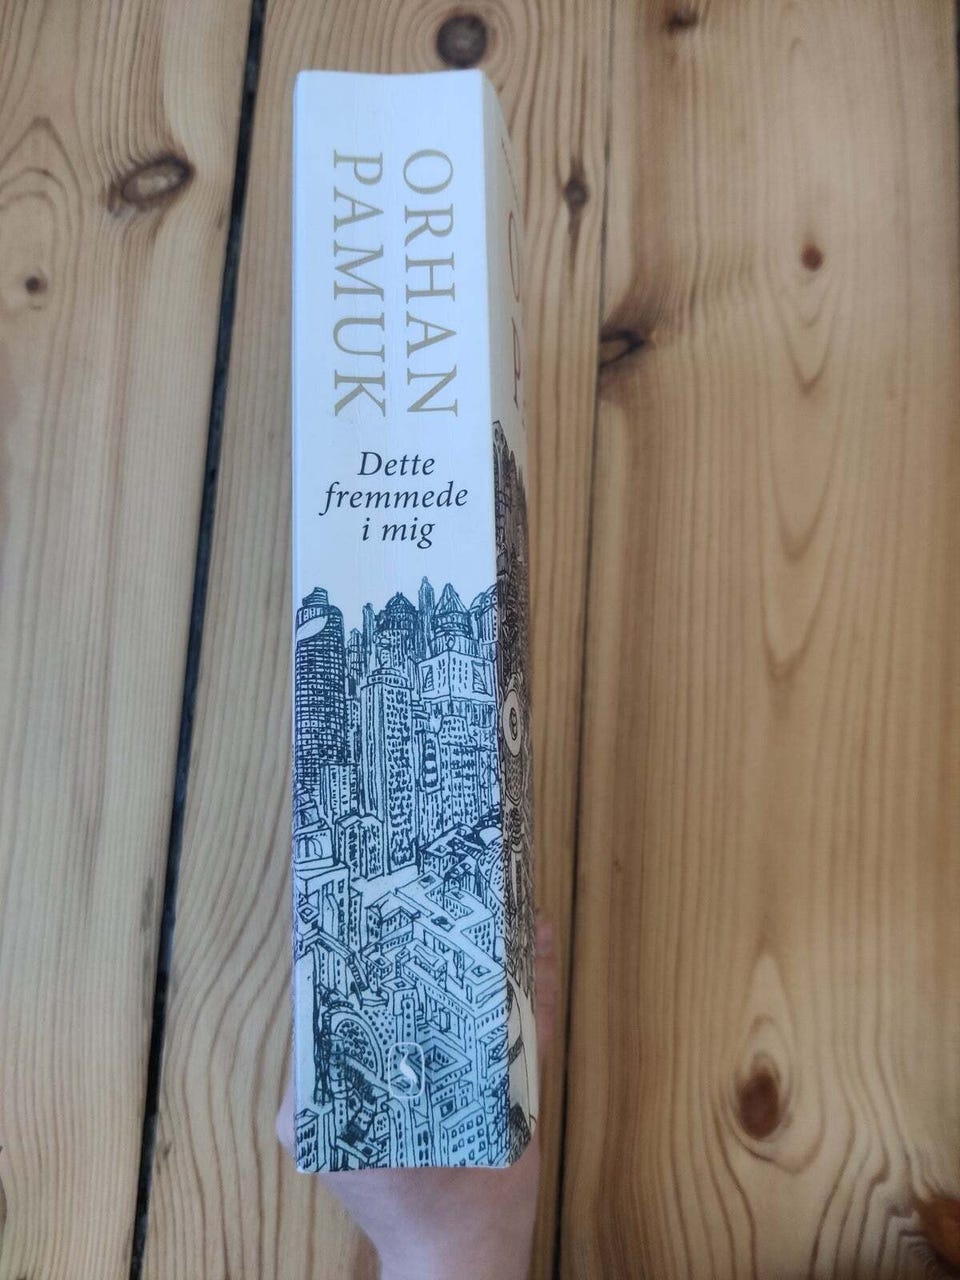 ORHAN
PAMUK
Dette
fremmede
i mig